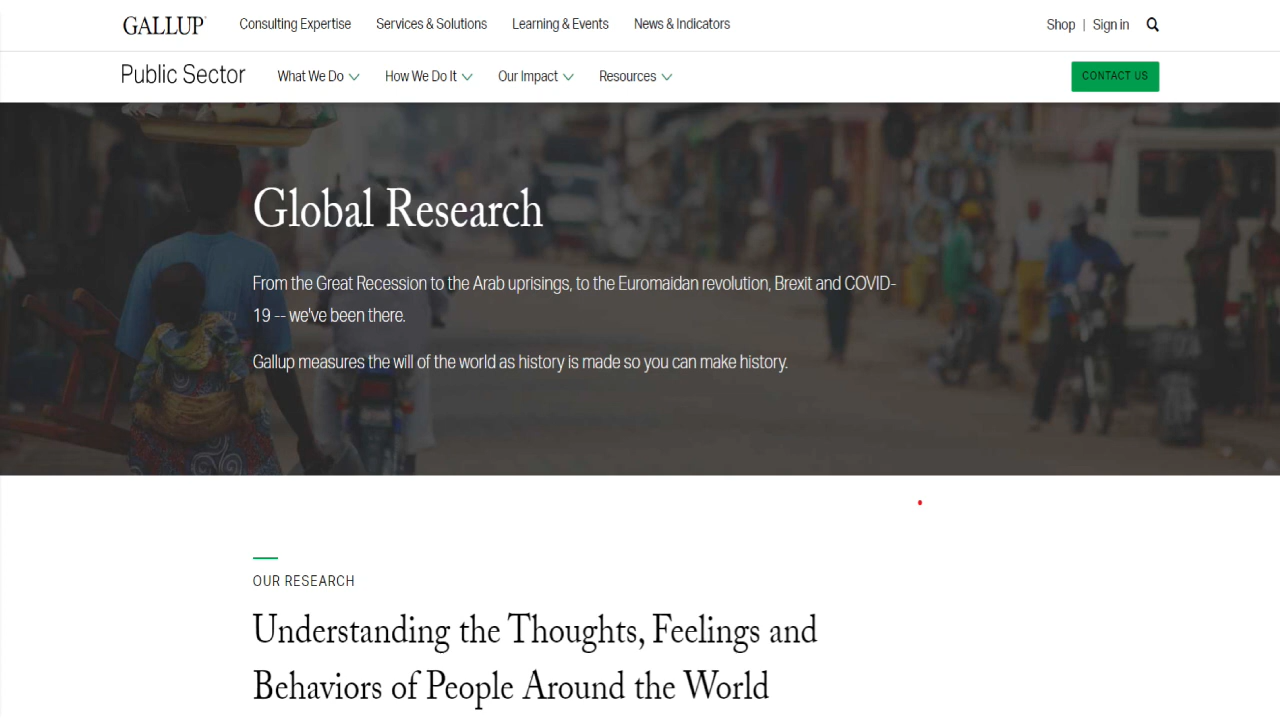 GALLUP
Consulting Expertise
Services & Solutions
Learning & Events
News & Indicators
Shop | Sign in
Public Sector
What We Do
How We Do It
Our Impact
Resources
CONTACT US
Global Research
From the Great Recession to the Arab uprisings, to the Euromaidan revolution, Brexit and COVID-
19 -- we've been there.
Gallup measures the will of the world as history is made so you can make history.
OUR RESEARCH
Understanding the Thoughts, Feelings and
Behaviors of People Around the World